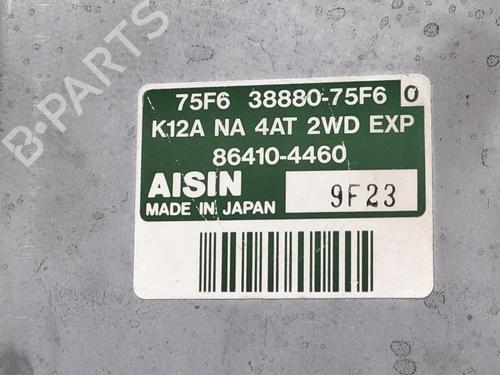 75F6 38880-75F6 0
K12A NA 4AT 2WD EXP
86410-4460
AISIN 9F23
MADE IN JAPAN
B-PARTS